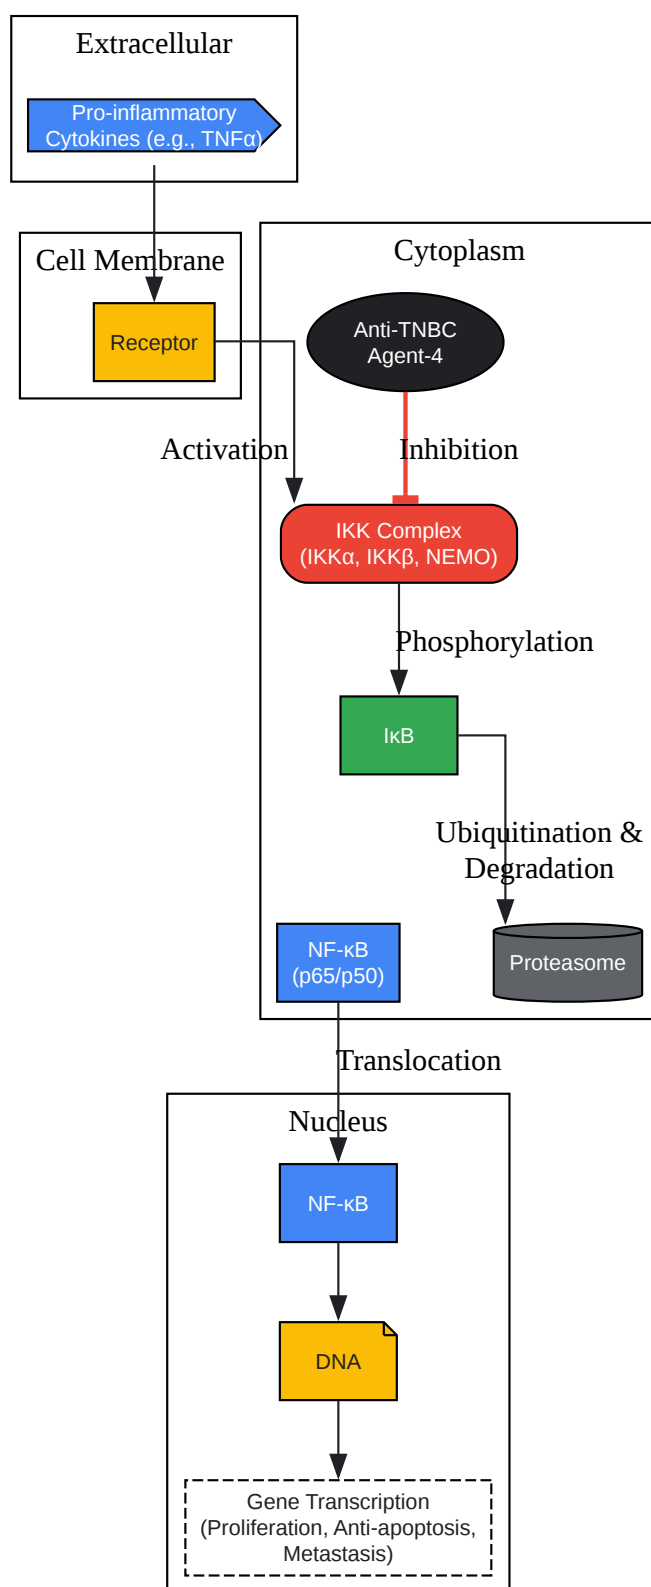 Extracellular
Pro-inflammatory
Cytokines (e.g., TNFα)
Cell Membrane
Receptor
Cytoplasm
Anti-TNBC
Agent-4
Activation
Inhibition
IKK Complex
(IKKα, IKKβ, NEMO)
Phosphorylation
IκB
Ubiquitination &
Degradation
NF-κB
(p65/p50)
Proteasome
Translocation
Nucleus
NF-κB
DNA
Gene Transcription
(Proliferation, Anti-apoptosis,
Metastasis)